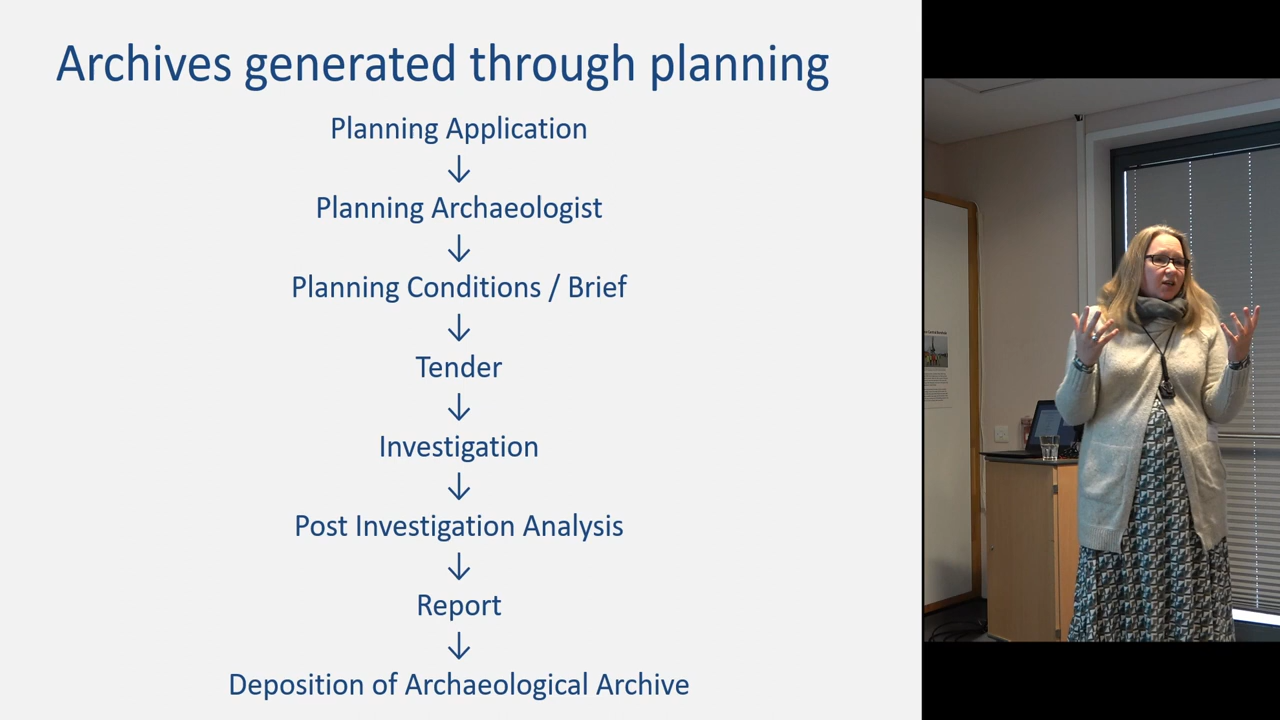 Archives generated through planning
Planning Application
↓
Planning Archaeologist
↓
Planning Conditions / Brief
↓
Tender
↓
Investigation
↓
Post Investigation Analysis
↓
Report
↓
Deposition of Archaeological Archive